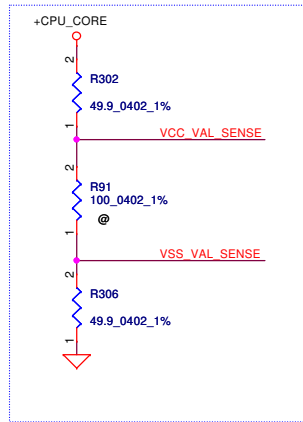 +CPU_CORE
2
R302
49.9_0402_1%
1
VCC_VAL_SENSE
2
R91
100_0402_1%
@
1
VSS_VAL_SENSE
2
R306
49.9_0402_1%
1